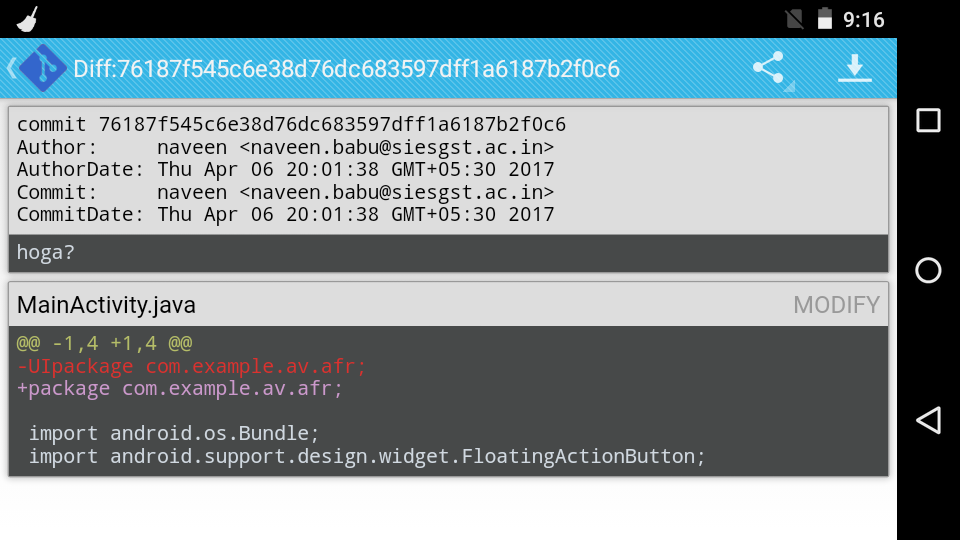 9:16
Diff:76187f545c6e38d76dc683597dff1a6187b2f0c6
commit 76187f545c6e38d76dc683597dff1a6187b2f0c6
Author:     naveen <naveen.babu@siesgst.ac.in>
AuthorDate: Thu Apr 06 20:01:38 GMT+05:30 2017
Commit:     naveen <naveen.babu@siesgst.ac.in>
CommitDate: Thu Apr 06 20:01:38 GMT+05:30 2017
hoga?
MainActivity.java MODIFY
@@ -1,4 +1,4 @@
-UIpackage com.example.av.afr;
+package com.example.av.afr;
 import android.os.Bundle;
 import android.support.design.widget.FloatingActionButton;